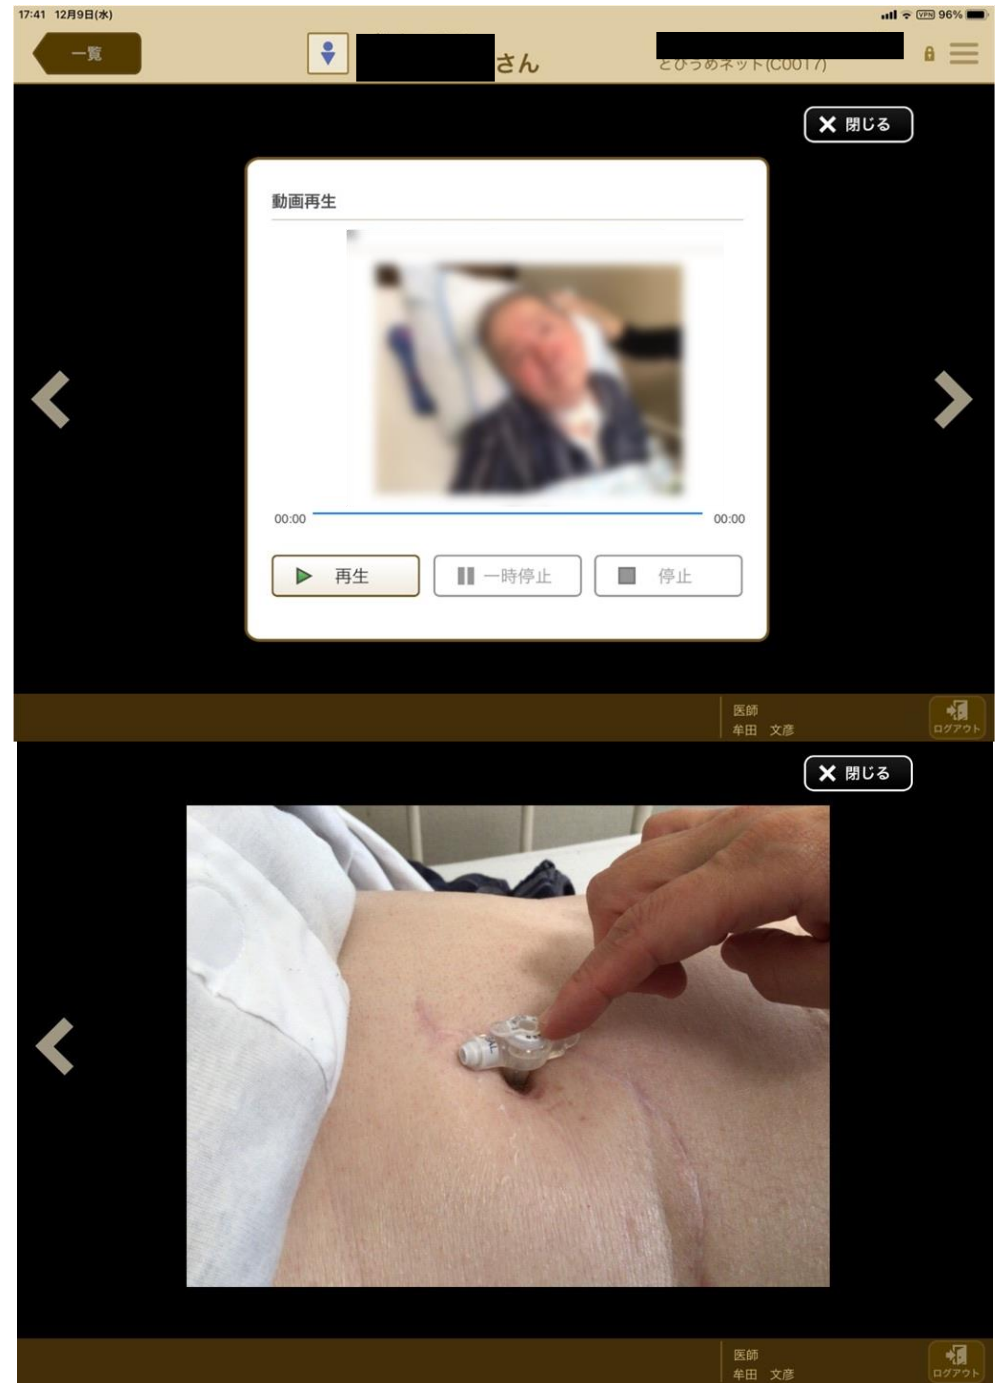 17:41 12月9日(水)
VPN 96%
一覧
さん
とびうめネット(C0017)
閉じる
動画再生
00:00
00:00
再生
一時停止
停止
医師
牟田 文彦
ログアウト
閉じる
医師
牟田 文彦
ログアウト